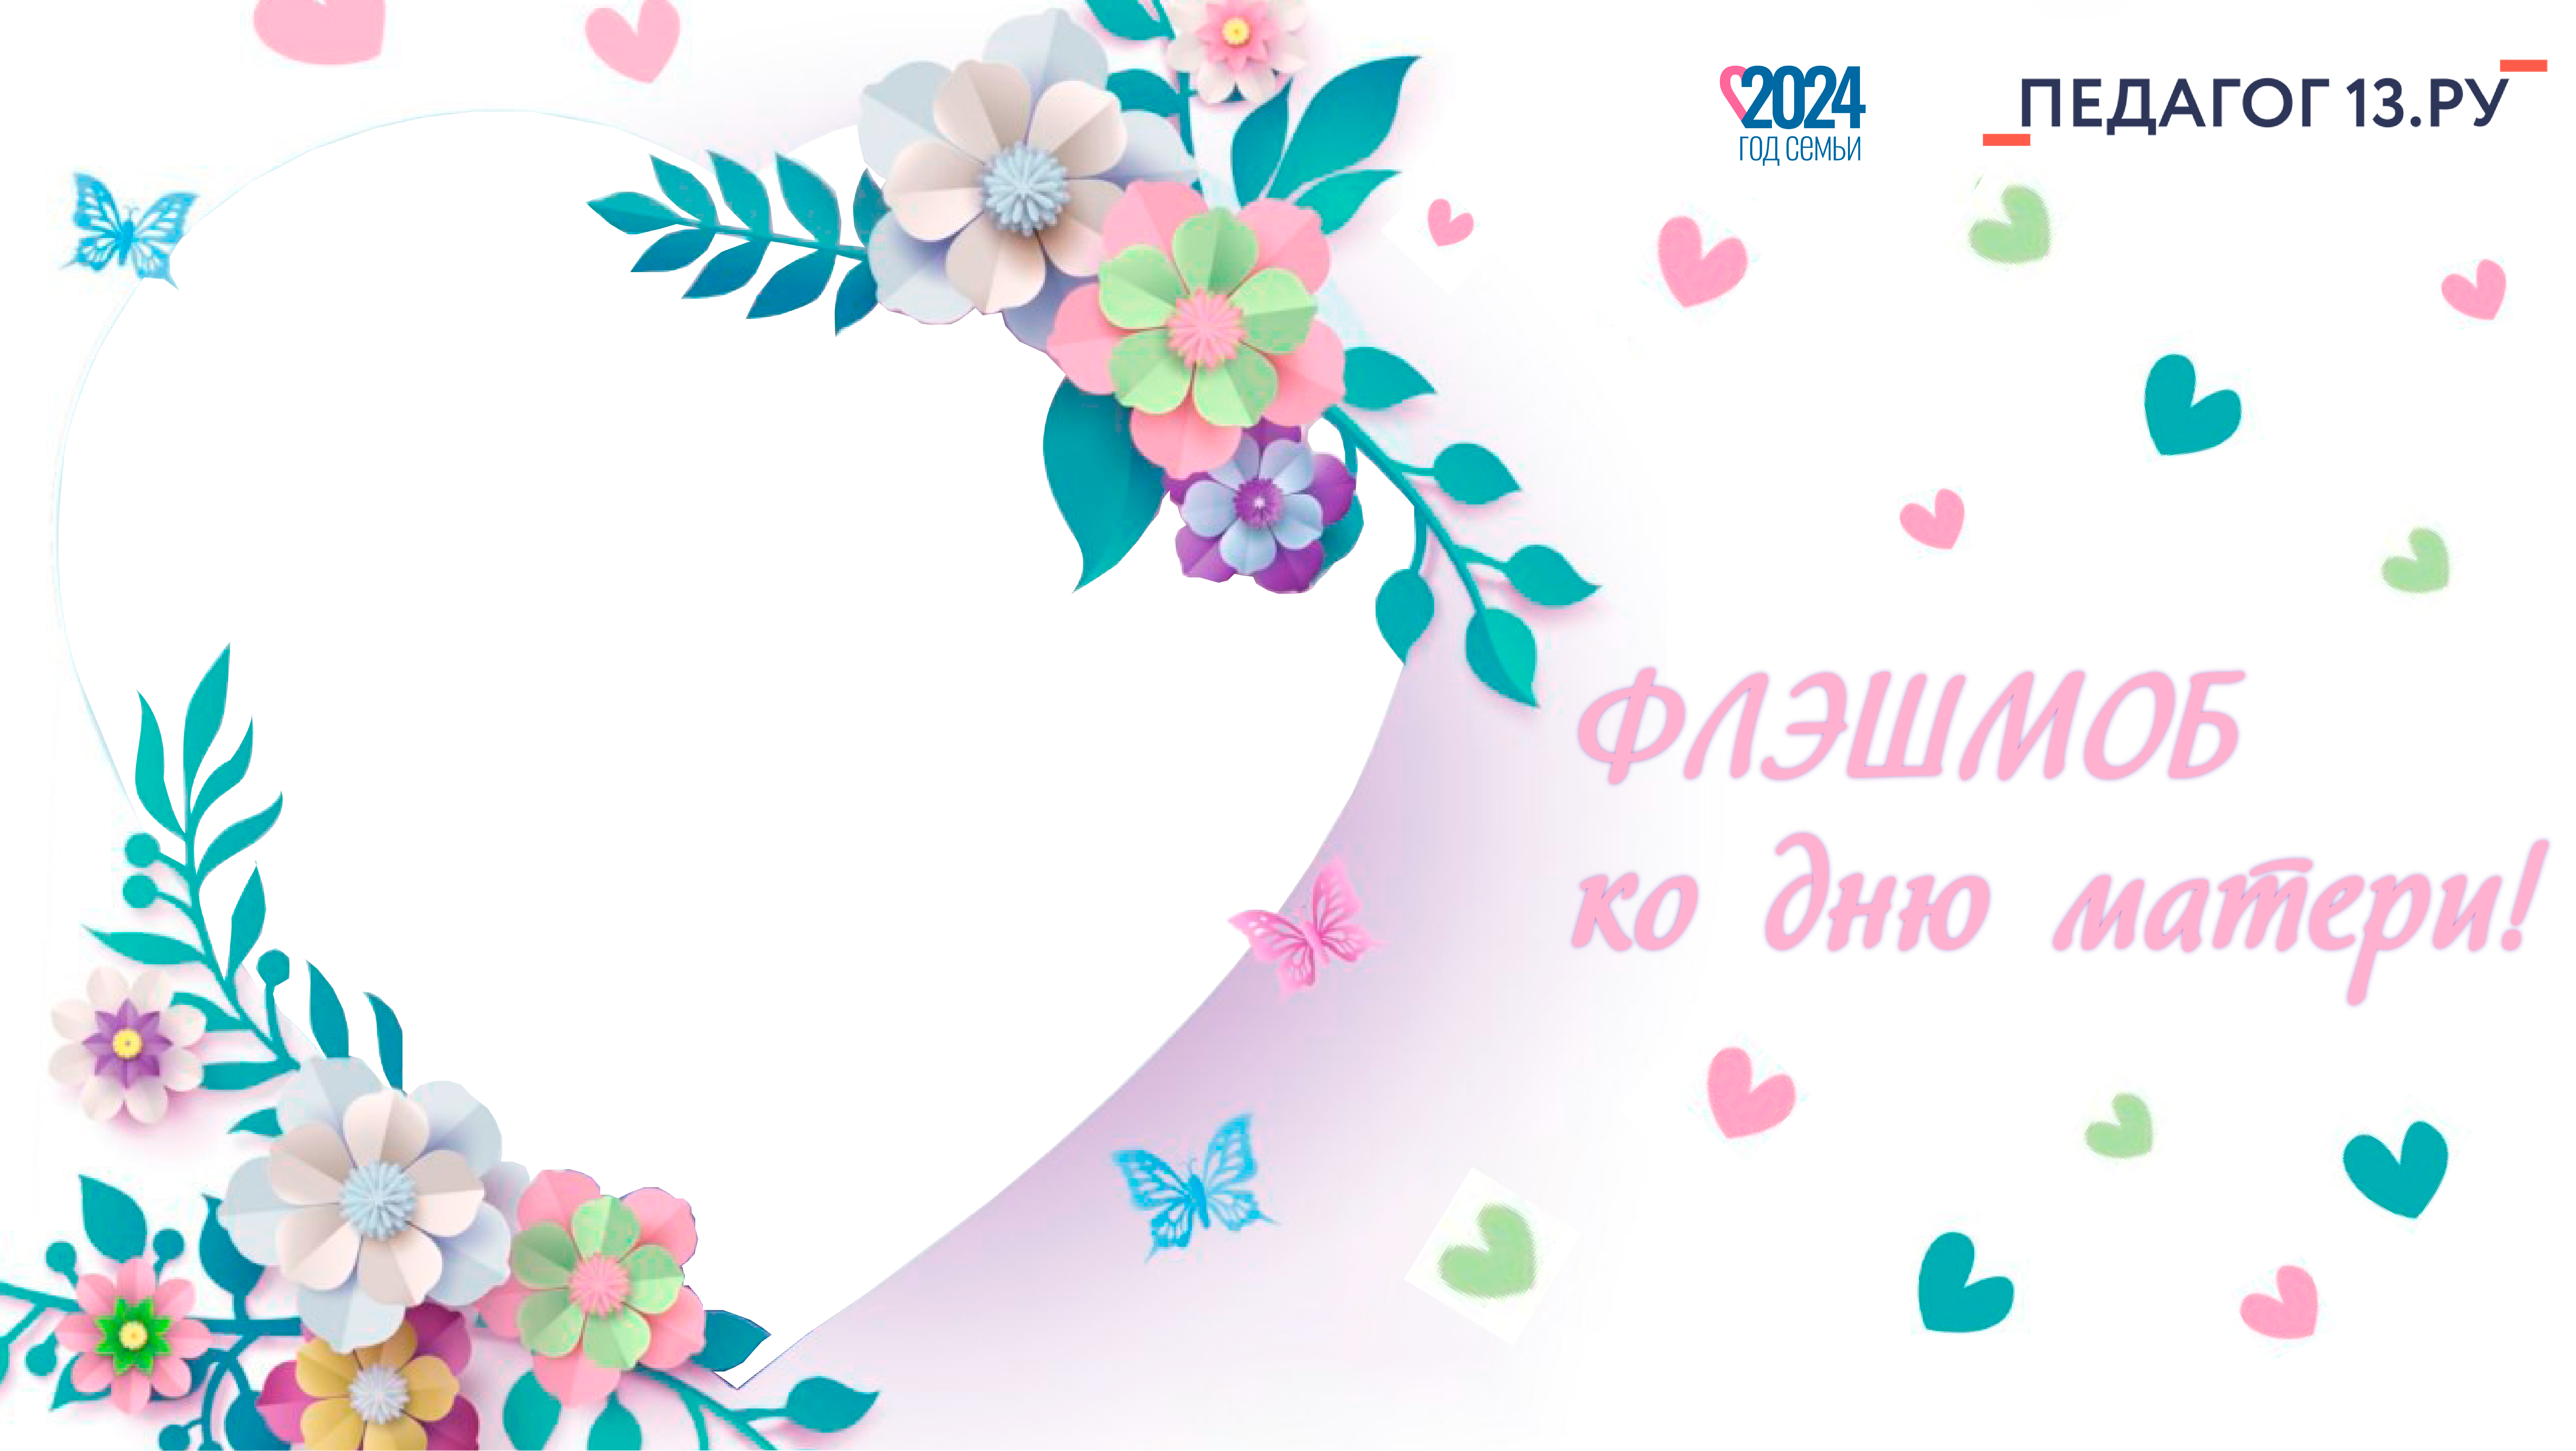 2024
ГОД СЕМЬИ
ПЕДАГОГ 13.РУ
ФЛЭШМОБ
ко дню матери!